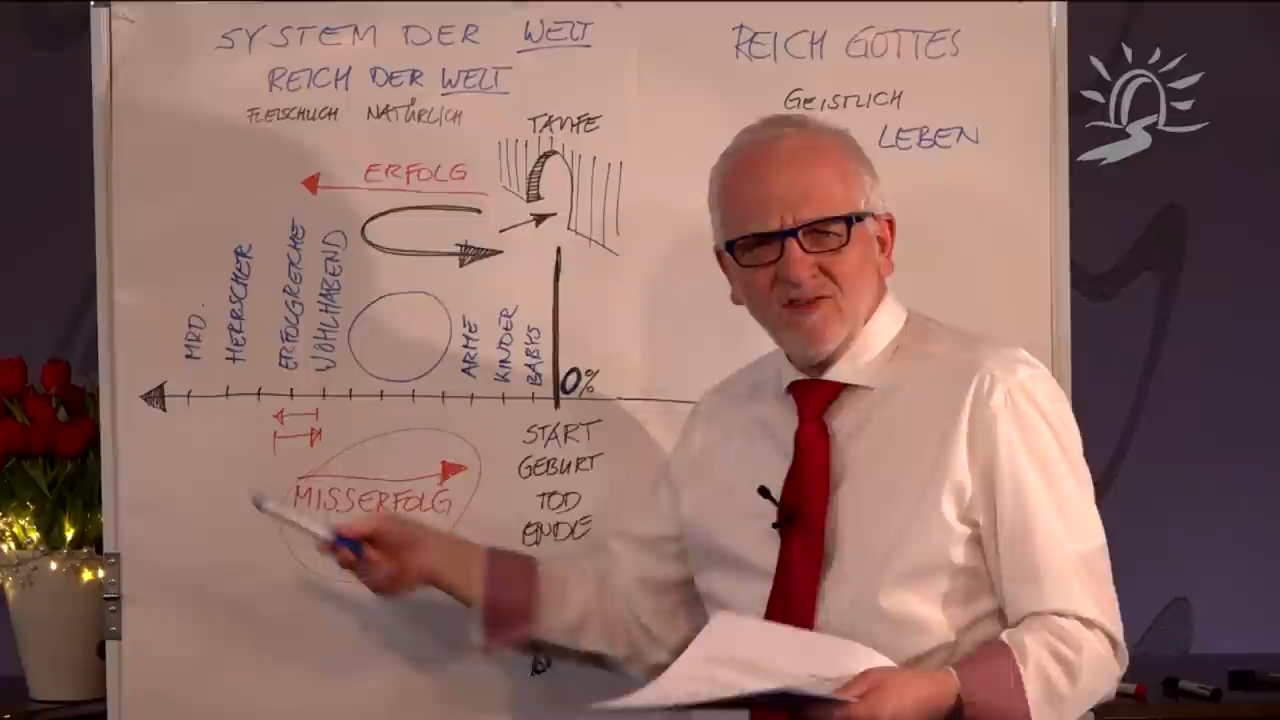 SYSTEM DER WELT
REICH DER WELT
FLEISCHLICH NATÜRLICH
TAUFE
ERFOLG
MRD.
HERRSCHER
ERFOLGREICHE
WOHLHABEND
ARME
KINDER
BABYS
0%
START
GEBURT
TOD
ENDE
MISSERFOLG
REICH GOTTES
GEISTLICH
LEBEN